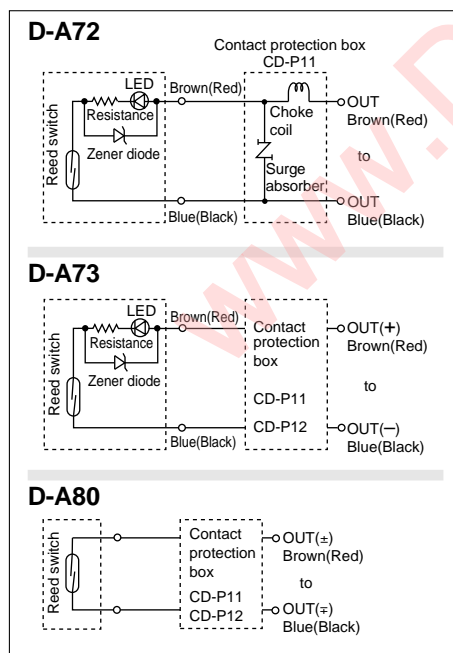 D-A72
Contact protection box
CD-P11
LED
Brown(Red)
OUT
Brown(Red)
Resistance
Choke
coil
Zener diode
to
Reed switch
Surge
absorber
OUT
Blue(Black)
Blue(Black)
D-A73
LED
Brown(Red)
Contact
protection
box
OUT(+)
Brown(Red)
Resistance
Zener diode
to
Reed switch
CD-P11
CD-P12
OUT(—)
Blue(Black)
Blue(Black)
D-A80
Reed switch
Contact
protection
box
OUT(±)
Brown(Red)
to
CD-P11
CD-P12
OUT(∓)
Blue(Black)
www.D